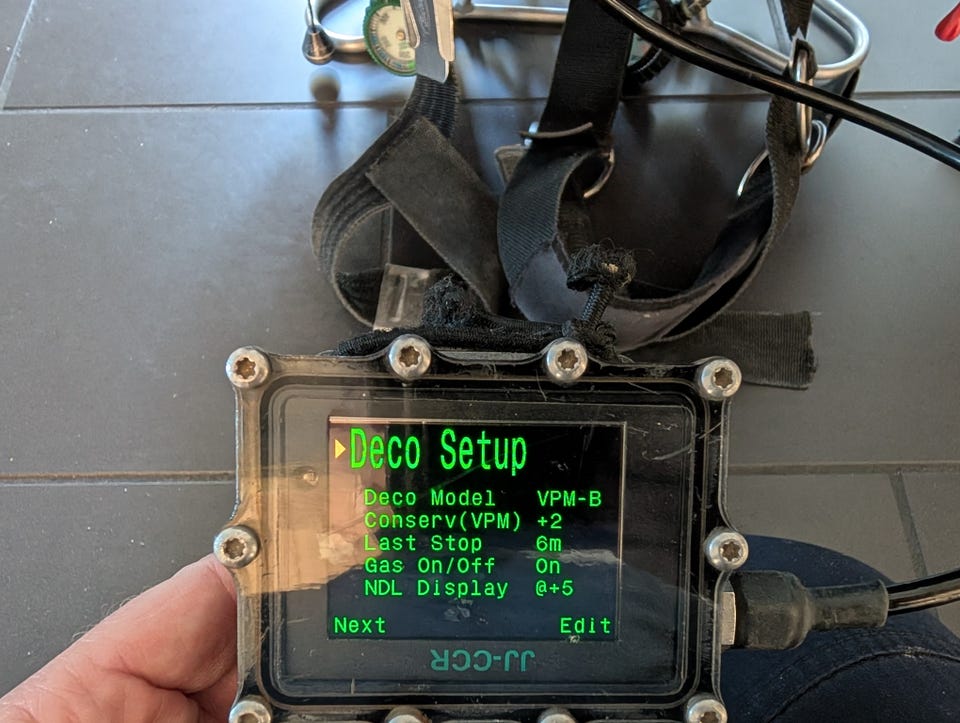 Deco Setup
Deco Model VPM-B
Conserv(VPM) +2
Last Stop 6m
Gas On/Off On
NDL Display @+5
Next Edit
JJ-CCR